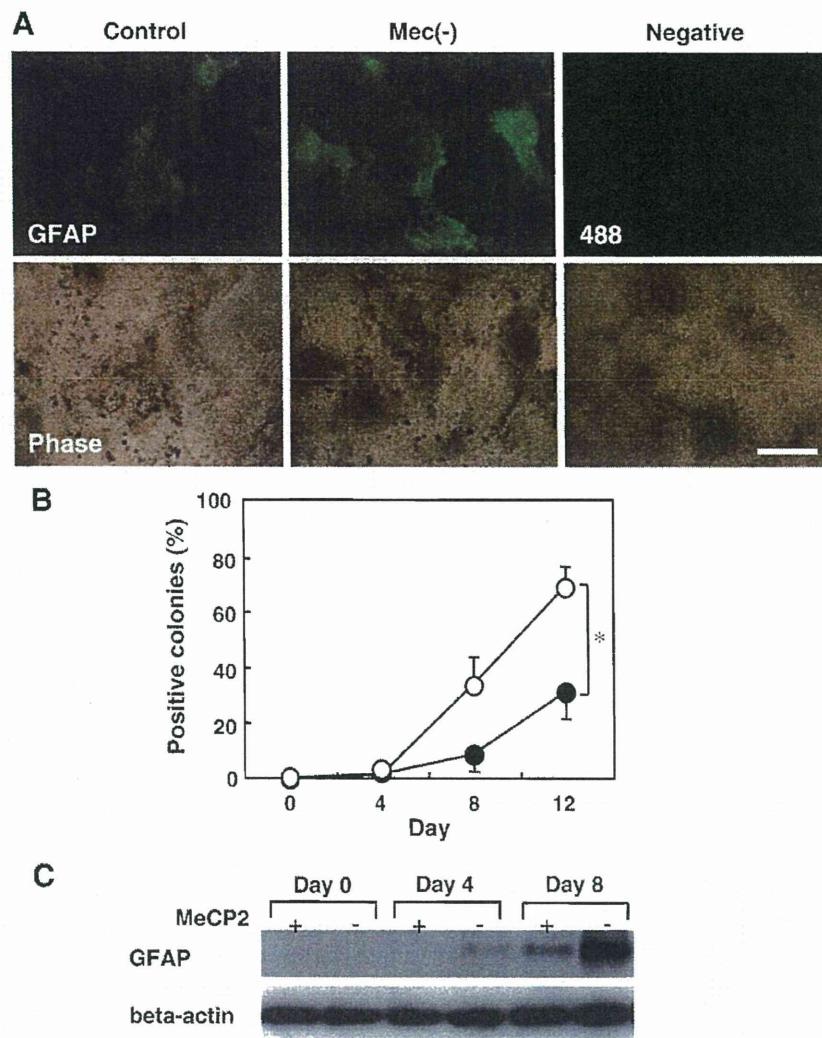 A
Control Mec(-) Negative
GFAP 488
Phase
B
Positive colonies (%)
100
80
60
40
20
0
*
0 4 8 12
Day
C
Day 0 Day 4 Day 8
MeCP2 + - + - + -
GFAP
beta-actin